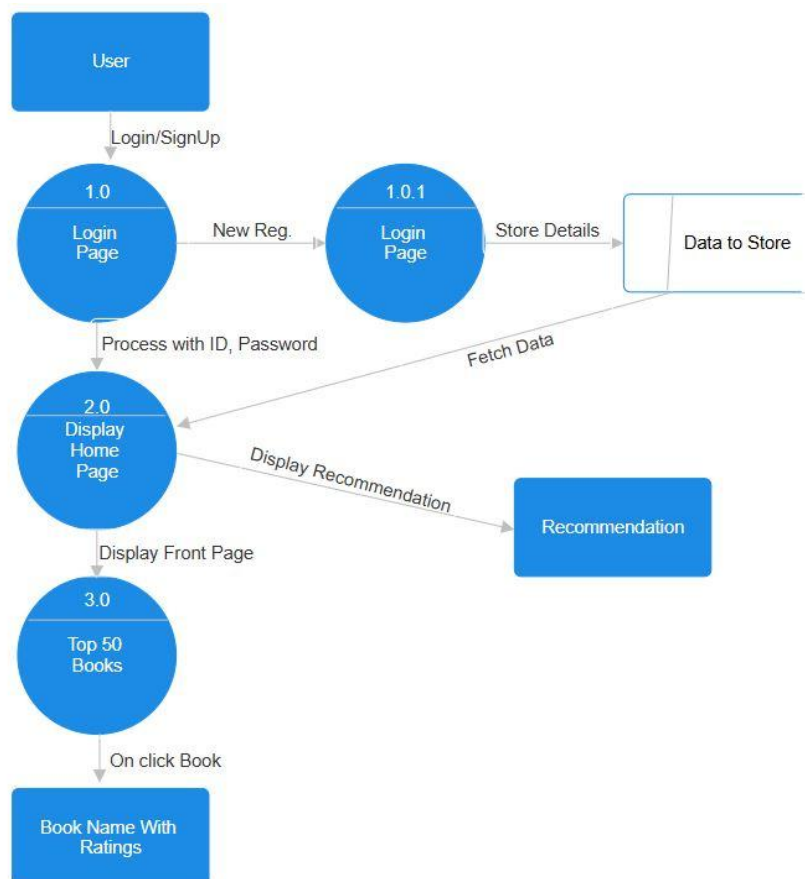 User
Login/SignUp
1.0
Login
Page
New Reg.
1.0.1
Login
Page
Store Details
Data to Store
Process with ID, Password
Fetch Data
2.0
Display
Home
Page
Display Recommendation
Recommendation
Display Front Page
3.0
Top 50
Books
On click Book
Book Name With
Ratings